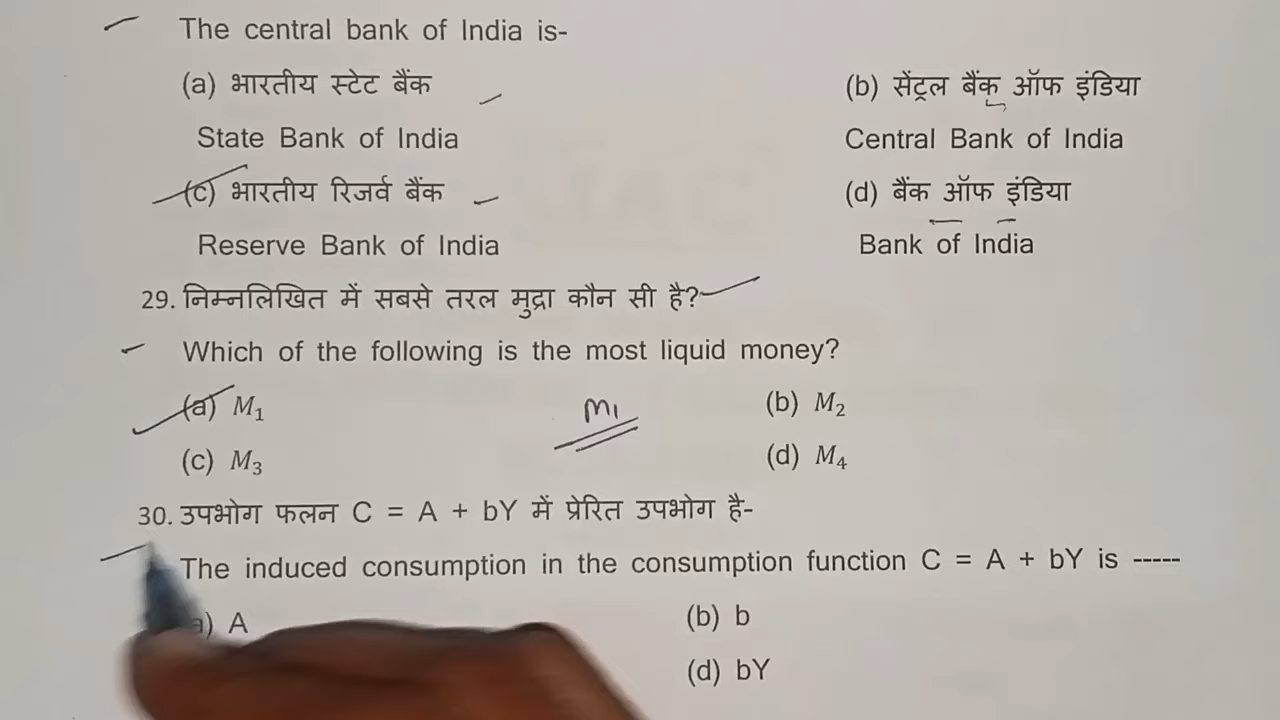 The central bank of India is-
(a) भारतीय स्टेट बैंक (b) सेंट्रल बैंक ऑफ इंडिया
State Bank of India Central Bank of India
(c) भारतीय रिजर्व बैंक (d) बैंक ऑफ इंडिया
Reserve Bank of India Bank of India
29. निम्नलिखित में सबसे तरल मुद्रा कौन सी है?
Which of the following is the most liquid money?
(a) M₁ M1 (b) M₂
(c) M₃ (d) M₄
30. उपभोग फलन C = A + bY में प्रेरित उपभोग है-
The induced consumption in the consumption function C = A + bY is -----
a) A (b) b
(d) bY